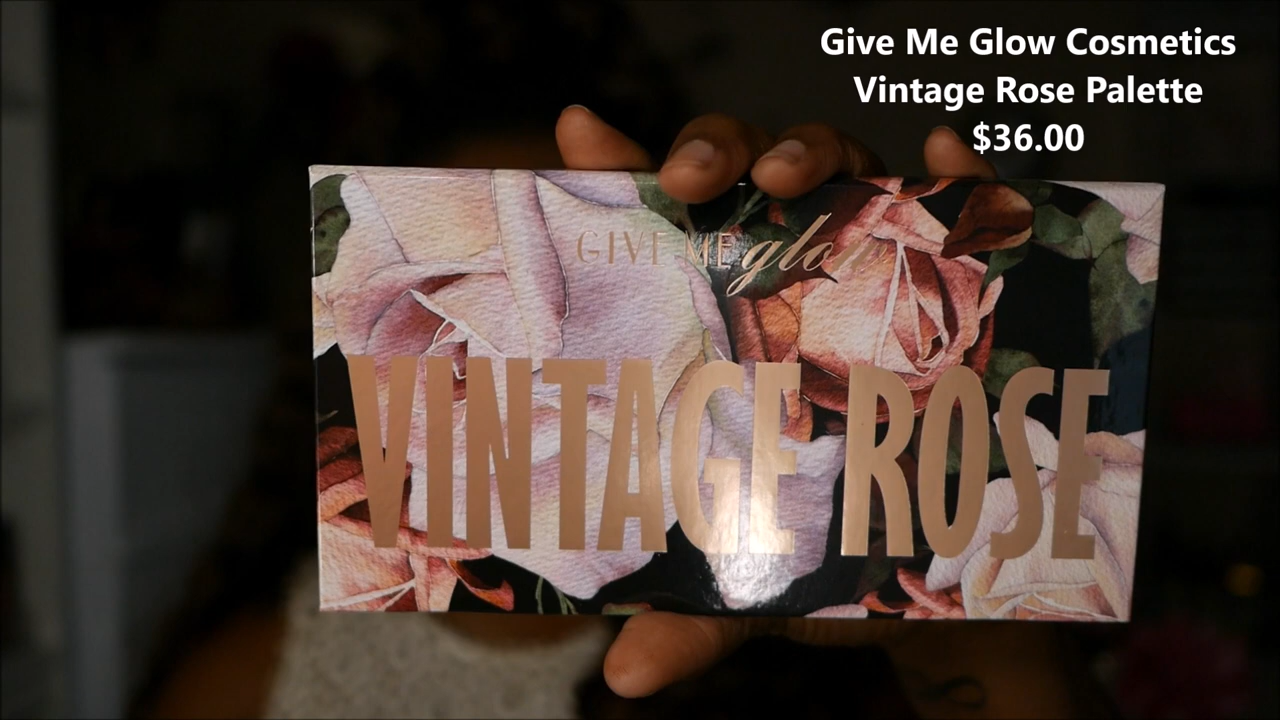 Give Me Glow Cosmetics
Vintage Rose Palette
$36.00
GIVE ME glow
VINTAGE ROSE